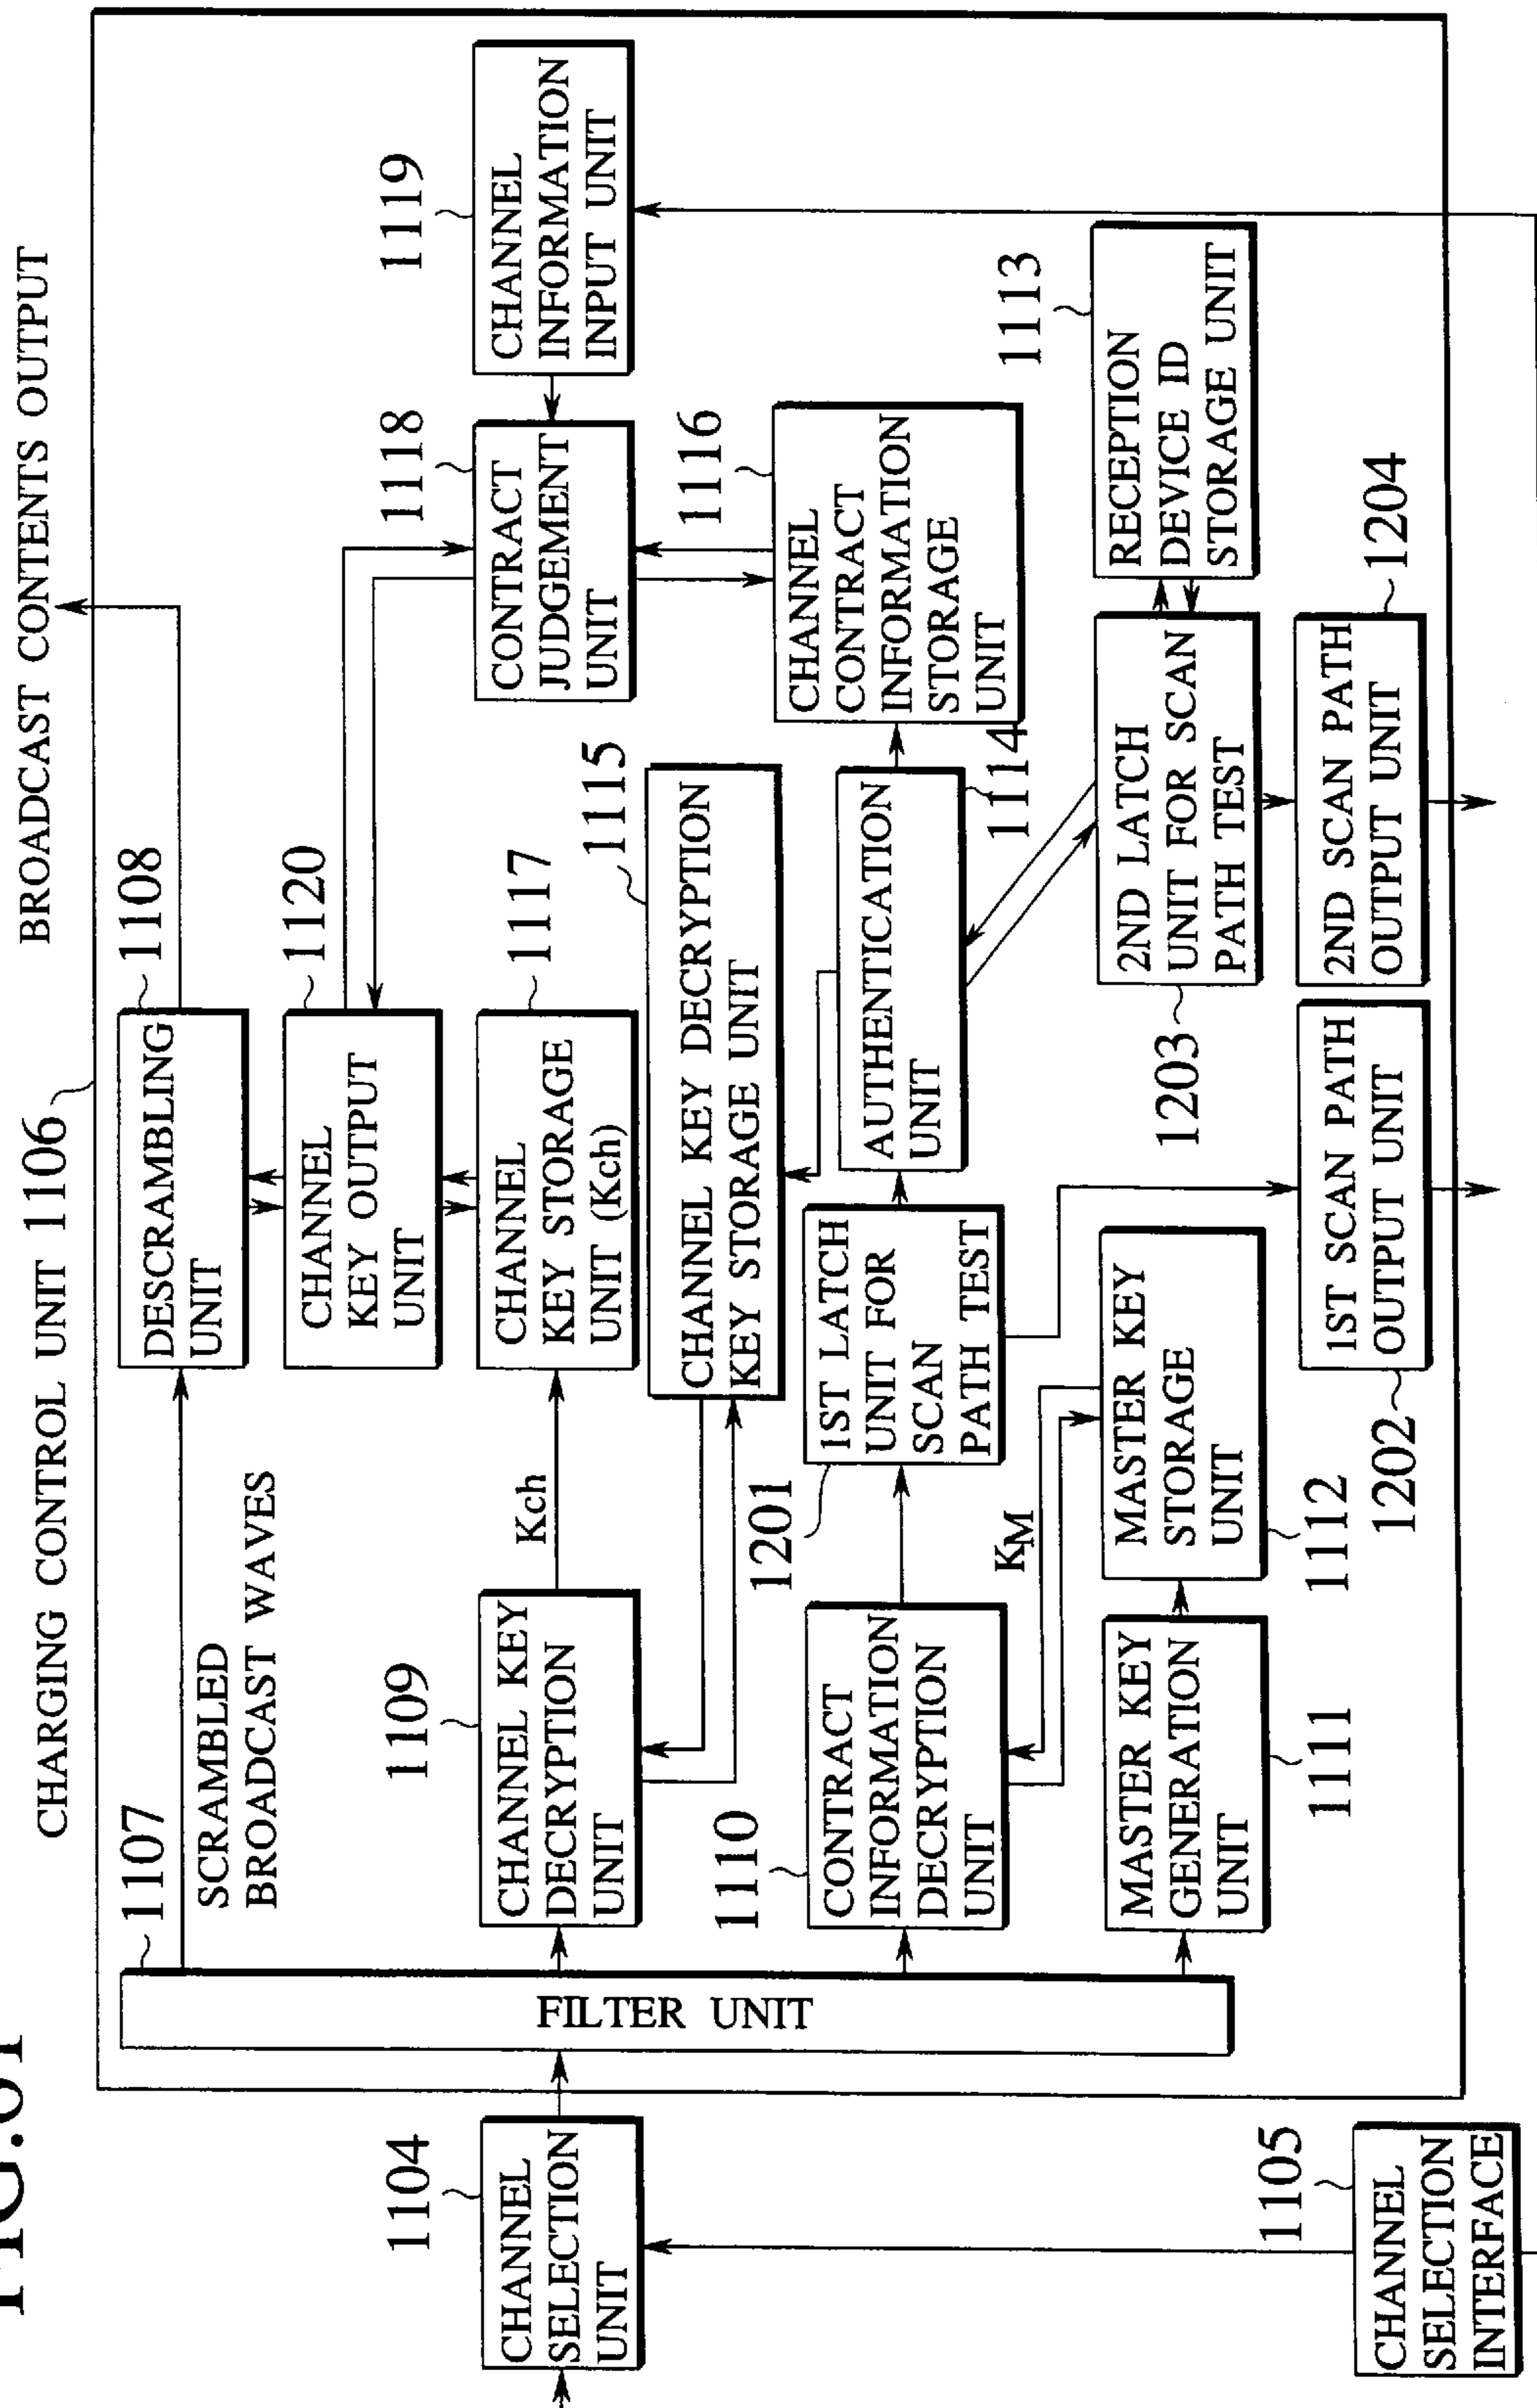 CHARGING CONTROL UNIT 1106
BROADCAST CONTENTS OUTPUT
1107
SCRAMBLED
BROADCAST WAVES
1108
DESCRAMBLING
UNIT
1120
CHANNEL
KEY OUTPUT
UNIT
1104
CHANNEL
SELECTION
UNIT
FILTER UNIT
1109
CHANNEL KEY
DECRYPTION
UNIT
Kch
1117
CHANNEL
KEY STORAGE
UNIT (Kch)
1118
CONTRACT
JUDGEMENT
UNIT
1119
CHANNEL
INFORMATION
INPUT UNIT
1115
CHANNEL KEY DECRYPTION
KEY STORAGE UNIT
1116
CHANNEL
CONTRACT
INFORMATION
STORAGE
UNIT
1110
CONTRACT
INFORMATION
DECRYPTION
UNIT
1201
1ST LATCH
UNIT FOR
SCAN
PATH TEST
AUTHENTICATION
UNIT
1114
KM
1113
RECEPTION
DEVICE ID
STORAGE UNIT
MASTER KEY
GENERATION
UNIT
1111
MASTER KEY
STORAGE
UNIT
1112
2ND LATCH
UNIT FOR SCAN
PATH TEST
1203
1105
CHANNEL
SELECTION
INTERFACE
1202
1ST SCAN PATH
OUTPUT UNIT
2ND SCAN PATH
OUTPUT UNIT
1204